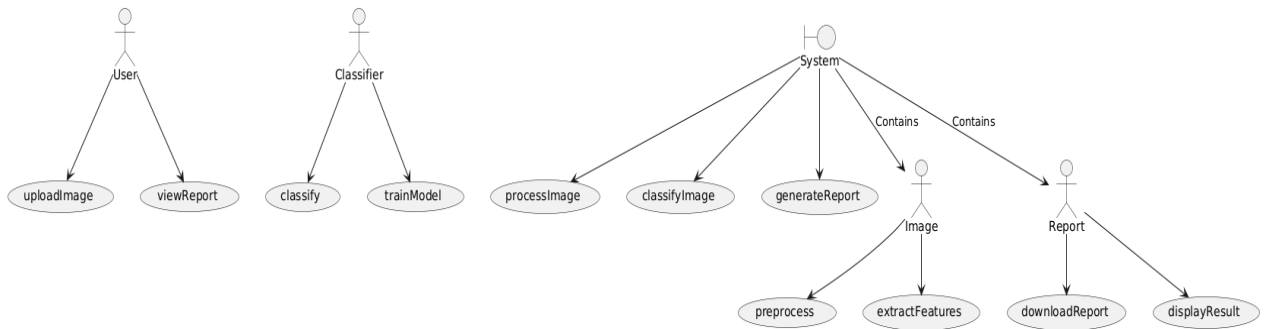 User
Classifier
System
Contains
Contains
uploadImage
viewReport
classify
trainModel
processImage
classifyImage
generateReport
Image
Report
preprocess
extractFeatures
downloadReport
displayResult